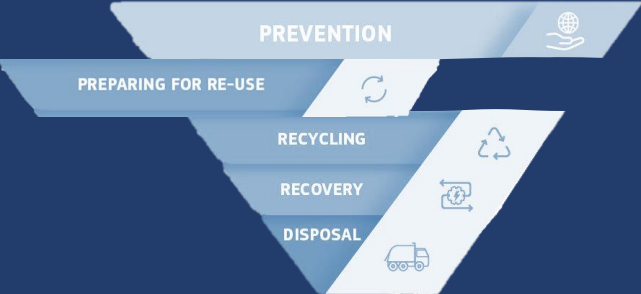 PREVENTION
PREPARING FOR RE-USE
RECYCLING
RECOVERY
DISPOSAL